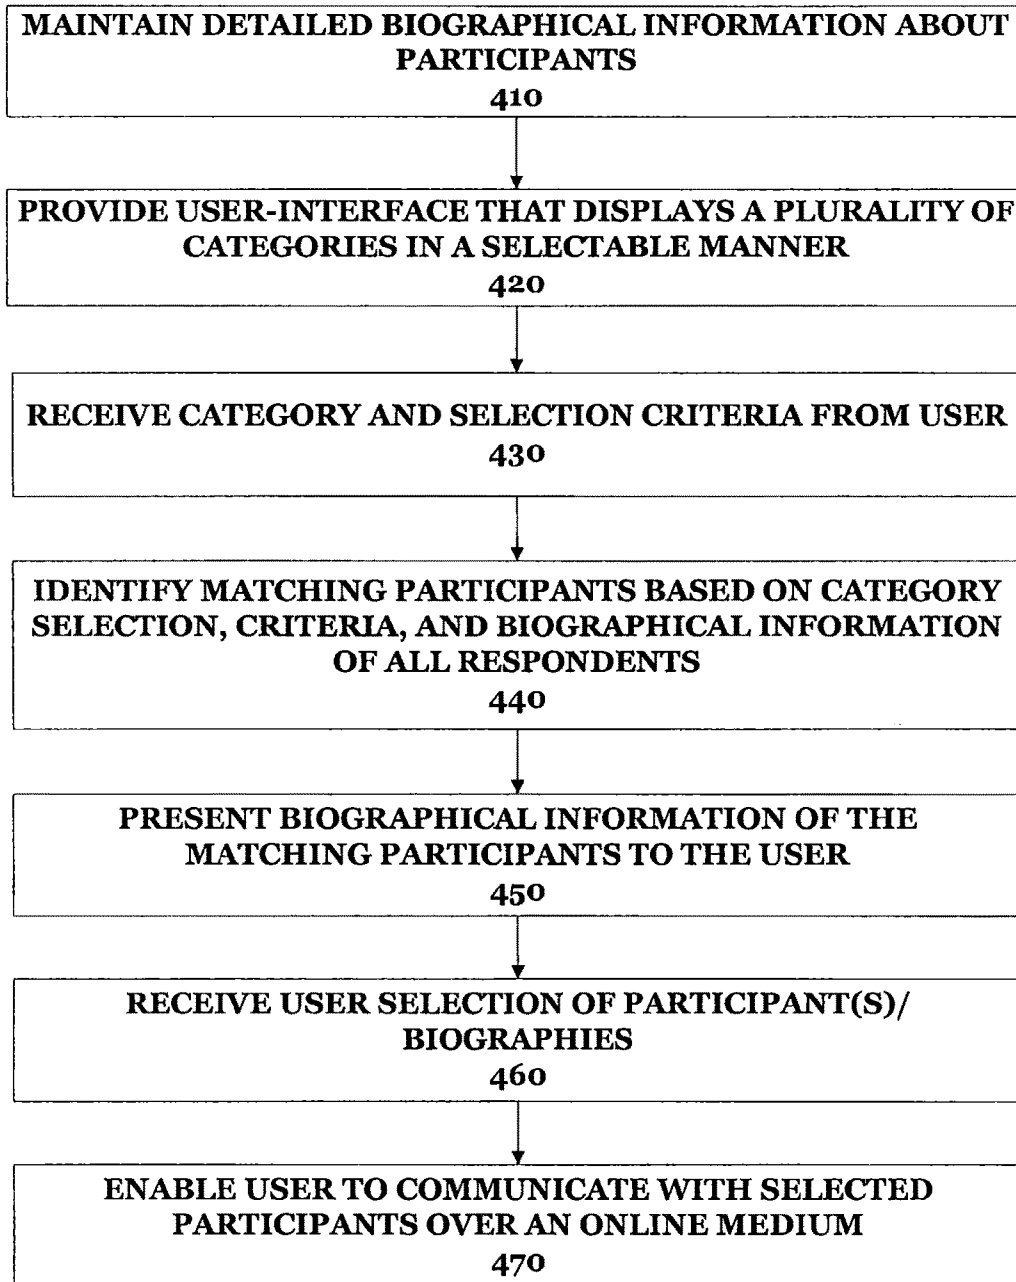 MAINTAIN DETAILED BIOGRAPHICAL INFORMATION ABOUT
PARTICIPANTS
410
PROVIDE USER-INTERFACE THAT DISPLAYS A PLURALITY OF
CATEGORIES IN A SELECTABLE MANNER
420
RECEIVE CATEGORY AND SELECTION CRITERIA FROM USER
430
IDENTIFY MATCHING PARTICIPANTS BASED ON CATEGORY
SELECTION, CRITERIA, AND BIOGRAPHICAL INFORMATION
OF ALL RESPONDENTS
440
PRESENT BIOGRAPHICAL INFORMATION OF THE
MATCHING PARTICIPANTS TO THE USER
450
RECEIVE USER SELECTION OF PARTICIPANT(S)/
BIOGRAPHIES
460
ENABLE USER TO COMMUNICATE WITH SELECTED
PARTICIPANTS OVER AN ONLINE MEDIUM
470